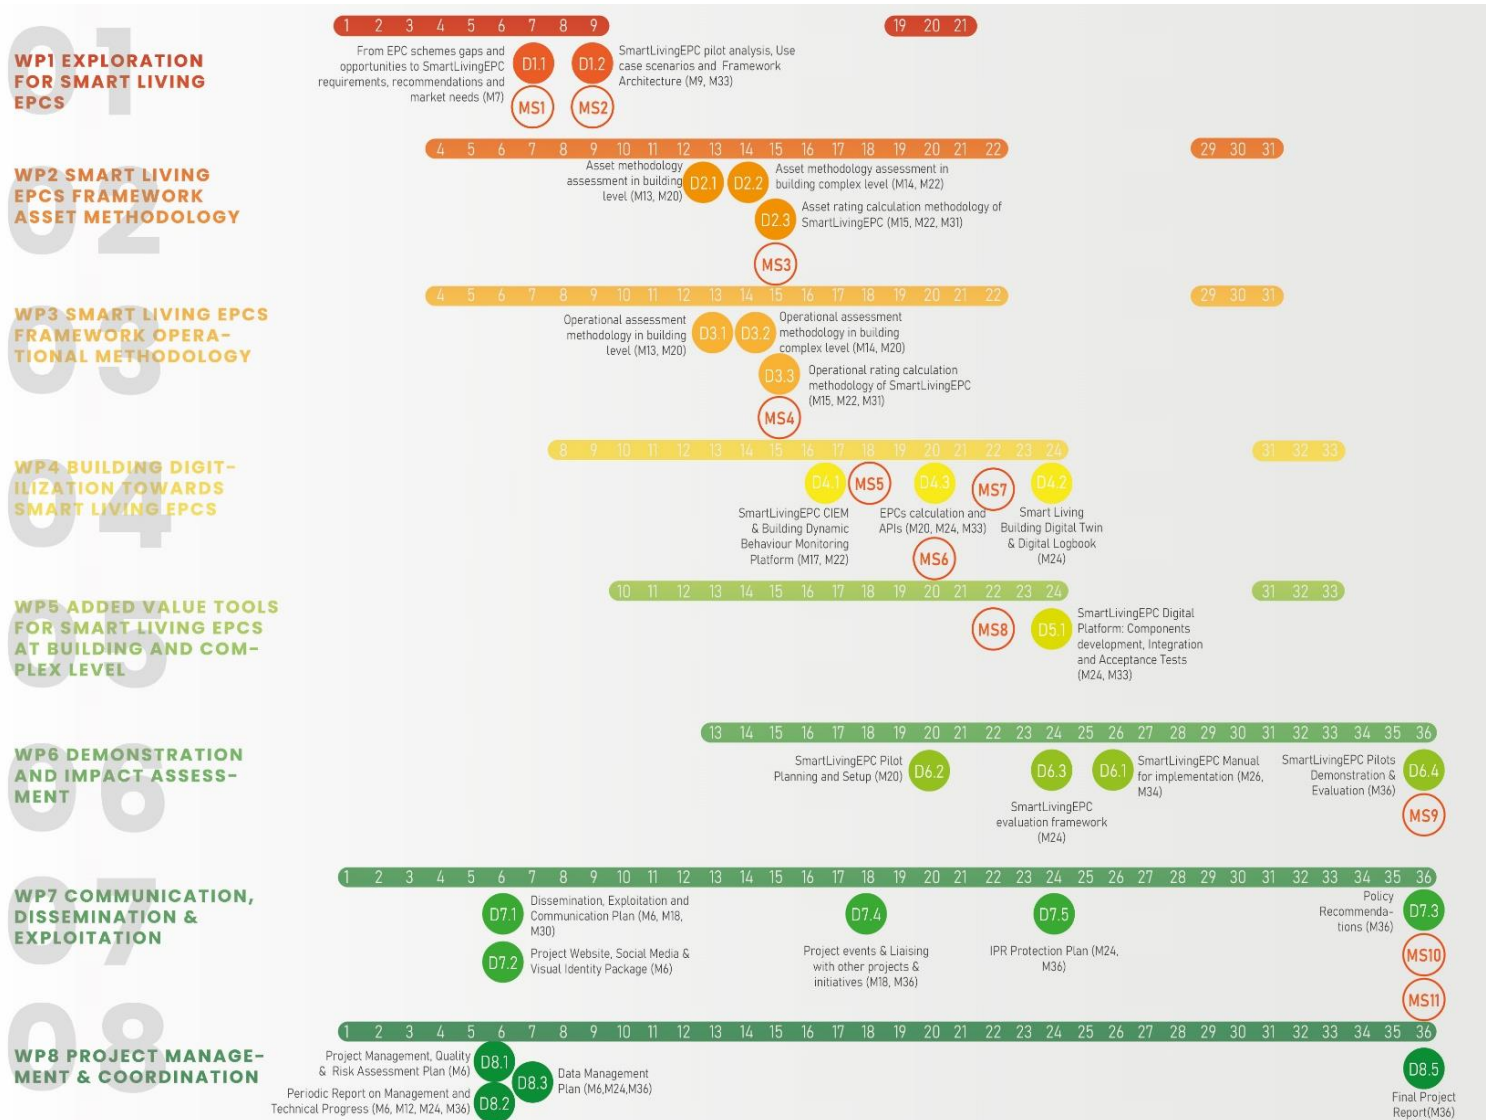 01
WP1 EXPLORATION
FOR SMART LIVING
EPCS
1 2 3 4 5 6 7 8 9 19 20 21
From EPC schemes gaps and
opportunities to SmartLivingEPC
requirements, recommendations and
market needs (M7)
D1.1
MS1
D1.2
MS2
SmartLivingEPC pilot analysis, Use
case scenarios and Framework
Architecture (M9, M33)
02
WP2 SMART LIVING
EPCS FRAMEWORK
ASSET METHODOLOGY
4 5 6 7 8 9 10 11 12 13 14 15 16 17 18 19 20 21 22 29 30 31
Asset methodology
assessment in building
level (M13, M20)
D2.1
D2.2
Asset methodology assessment in
building complex level (M14, M22)
D2.3
Asset rating calculation methodology of
SmartLivingEPC (M15, M22, M31)
MS3
03
WP3 SMART LIVING EPCS
FRAMEWORK OPERA-
TIONAL METHODOLOGY
4 5 6 7 8 9 10 11 12 13 14 15 16 17 18 19 20 21 22 29 30 31
Operational assessment
methodology in building
level (M13, M20)
D3.1
D3.2
Operational assessment
methodology in building
complex level (M14, M20)
D3.3
Operational rating calculation
methodology of SmartLivingEPC
(M15, M22, M31)
MS4
04
WP4 BUILDING DIGIT-
ILIZATION TOWARDS
SMART LIVING EPCS
8 9 10 11 12 13 14 15 16 17 18 19 20 21 22 23 24 31 32 33
D4.1
MS5
D4.3
MS7
D4.2
SmartLivingEPC CIEM
& Building Dynamic
Behaviour Monitoring
Platform (M17, M22)
EPCs calculation and
APIs (M20, M24, M33)
MS6
Smart Living
Building Digital Twin
& Digital Logbook
(M24)
05
WP5 ADDED VALUE TOOLS
FOR SMART LIVING EPCS
AT BUILDING AND COM-
PLEX LEVEL
10 11 12 13 14 15 16 17 18 19 20 21 22 23 24 31 32 33
MS8
D5.1
SmartLivingEPC Digital
Platform: Components
development, Integration
and Acceptance Tests
(M24, M33)
06
WP6 DEMONSTRATION
AND IMPACT ASSESS-
MENT
13 14 15 16 17 18 19 20 21 22 23 24 25 26 27 28 29 30 31 32 33 34 35 36
SmartLivingEPC Pilot
Planning and Setup (M20)
D6.2
D6.3
SmartLivingEPC
evaluation framework
(M24)
D6.1
SmartLivingEPC Manual
for implementation (M26,
M34)
SmartLivingEPC Pilots
Demonstration &
Evaluation (M36)
D6.4
MS9
07
WP7 COMMUNICATION,
DISSEMINATION &
EXPLOITATION
1 2 3 4 5 6 7 8 9 10 11 12 13 14 15 16 17 18 19 20 21 22 23 24 25 26 27 28 29 30 31 32 33 34 35 36
D7.1
Dissemination, Exploitation and
Communication Plan (M6, M18,
M30)
D7.2
Project Website, Social Media &
Visual Identity Package (M6)
D7.4
Project events & Liaising
with other projects &
initiatives (M18, M36)
D7.5
IPR Protection Plan (M24,
M36)
Policy
Recommenda-
tions (M36)
D7.3
MS10
MS11
08
WP8 PROJECT MANAGE-
MENT & COORDINATION
1 2 3 4 5 6 7 8 9 10 11 12 13 14 15 16 17 18 19 20 21 22 23 24 25 26 27 28 29 30 31 32 33 34 35 36
Project Management, Quality
& Risk Assessment Plan (M6)
D8.1
Periodic Report on Management and
Technical Progress (M6, M12, M24, M36)
D8.2
D8.3
Data Management
Plan (M6,M24,M36)
D8.5
Final Project
Report(M36)